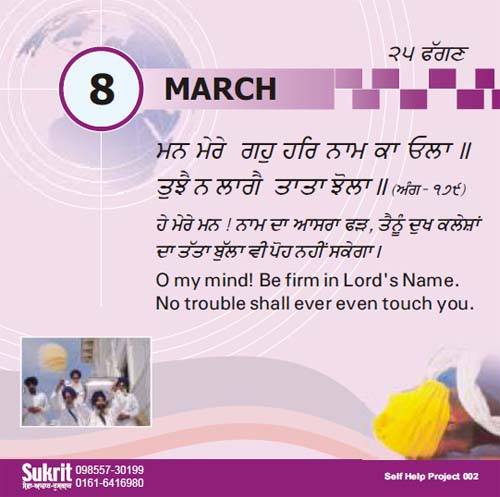 ੨੫ ਫੱਗਣ
8 MARCH
ਮਨ ਮੇਰੇ ਗਹੁ ਹਰਿ ਨਾਮ ਕਾ ਓਲਾ ॥
ਤੁਝੈ ਨ ਲਾਗੈ ਤਾਤਾ ਝੋਲਾ ॥ (ਅੰਗ - ੧੭੯)
ਹੇ ਮੇਰੇ ਮਨ ! ਨਾਮ ਦਾ ਆਸਰਾ ਫੜ, ਤੈਨੂੰ ਦੁਖ ਕਲੇਸ਼ਾਂ
ਦਾ ਤੱਤਾ ਬੁੱਲਾ ਵੀ ਪੋਹ ਨਹੀਂ ਸਕੇਗਾ ।
O my mind! Be firm in Lord's Name.
No trouble shall ever even touch you.
Sukrit 098557-30199
0161-6416980
Self Help Project 002